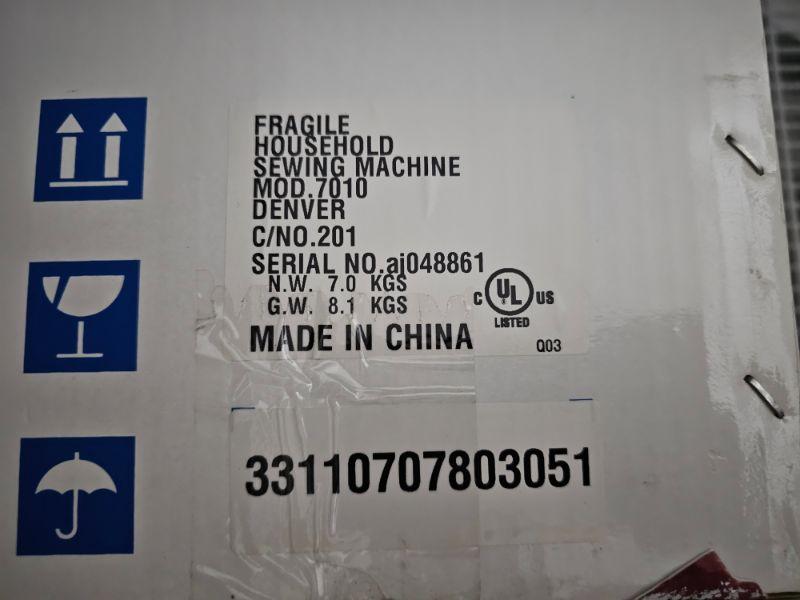 FRAGILE
HOUSEHOLD
SEWING MACHINE
MOD.7010
DENVER
C/NO.201
SERIAL NO.aj048861
N.W. 7.0 KGS
G.W. 8.1 KGS
C UL US
LISTED
MADE IN CHINA
Q03
33110707803051